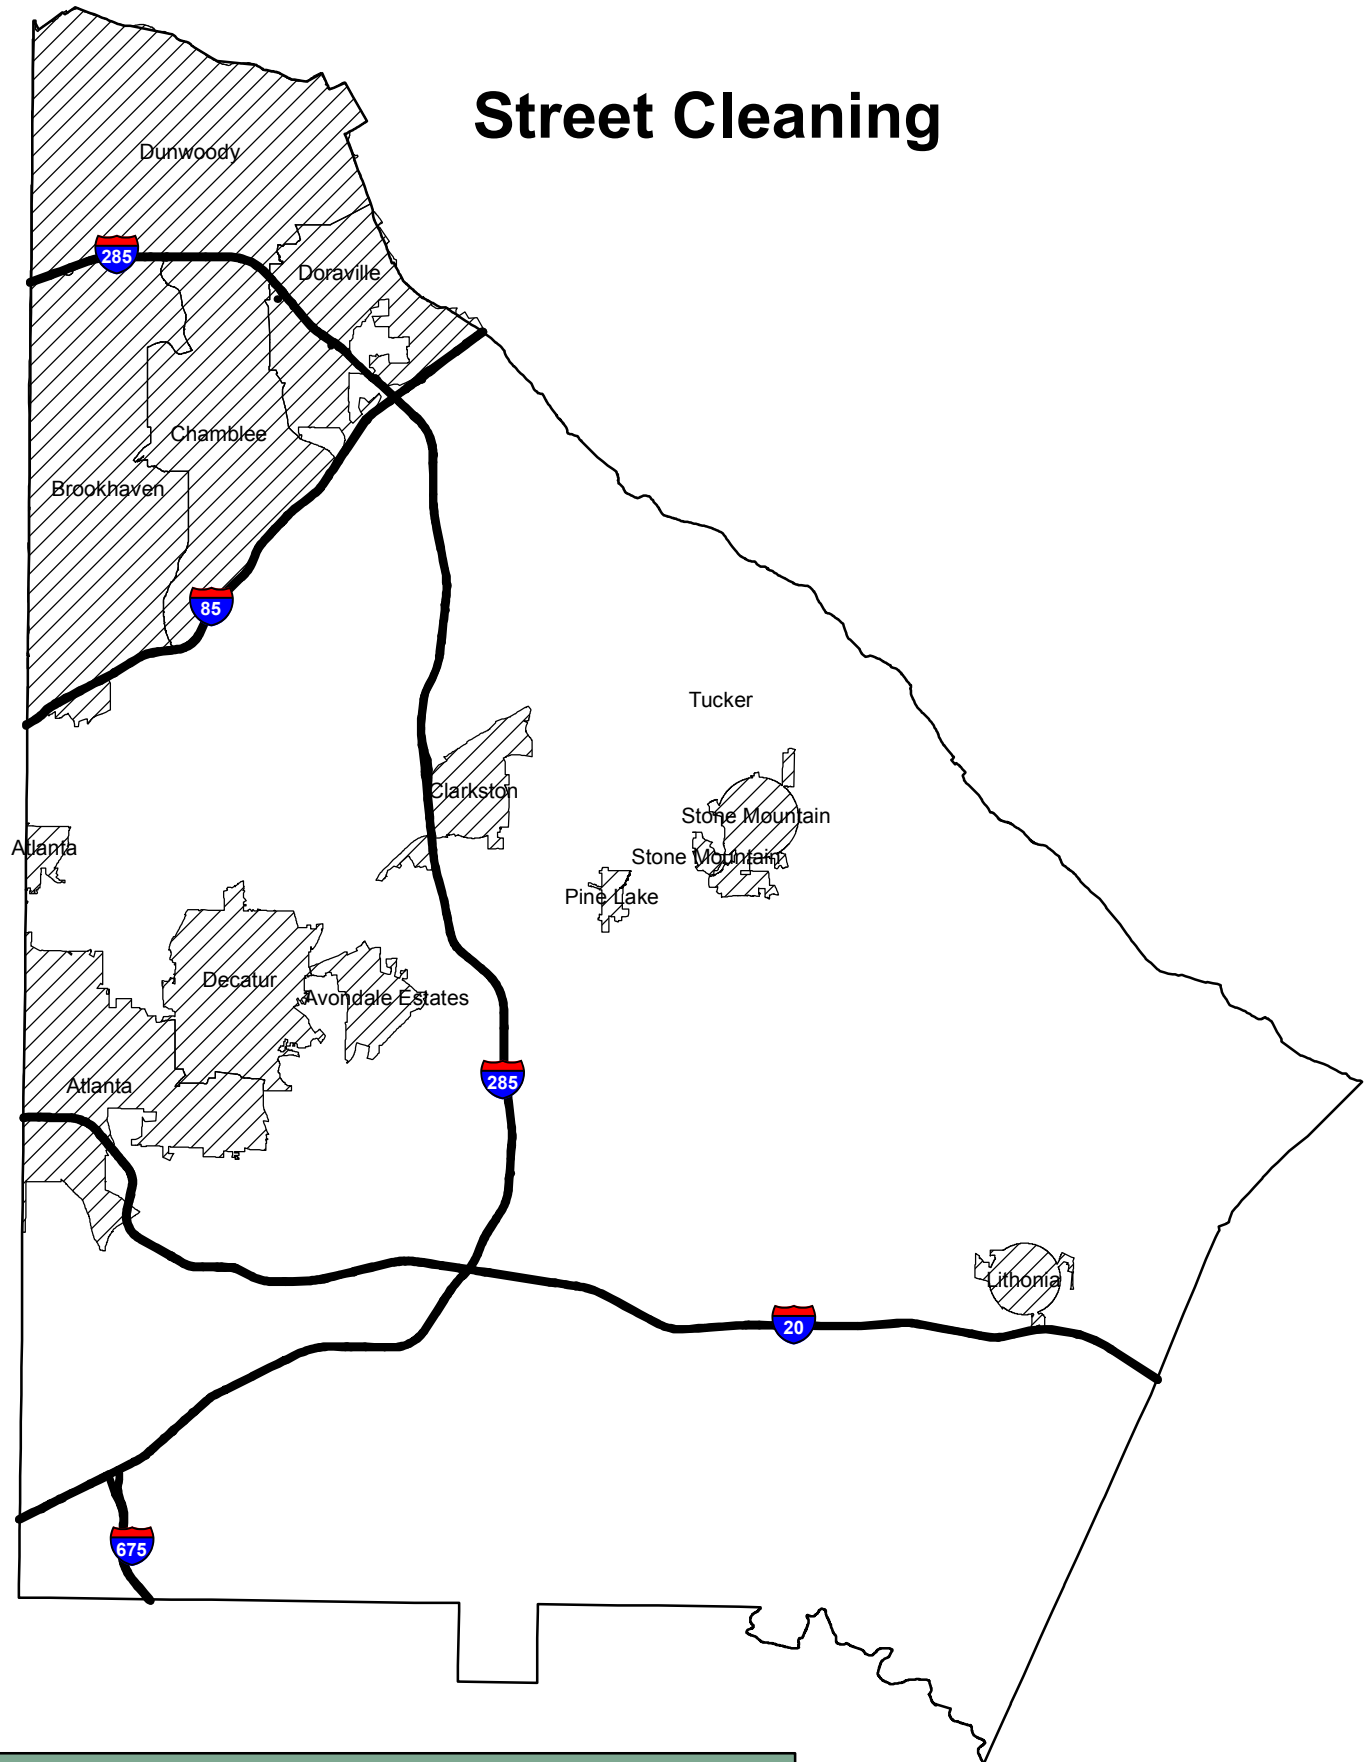 Street Cleaning
Dunwoody
285
Doraville
Chamblee
Brookhaven
85
Tucker
Clarkston
Stone Mountain
Atlanta
Stone Mountain
Pine Lake
Decatur
Avondale Estates
285
Atlanta
Lithonia
20
675